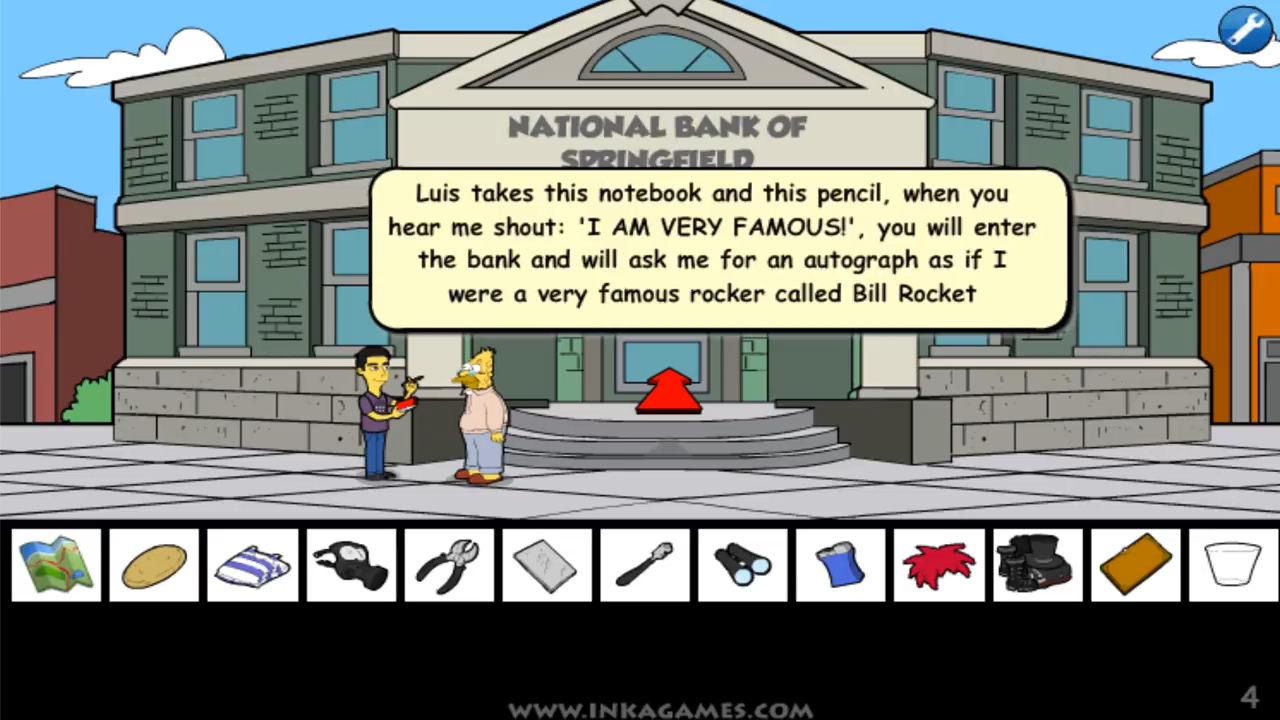 NATIONAL BANK OF
SPRINGFIELD
Luis takes this notebook and this pencil, when you
hear me shout: 'I AM VERY FAMOUS!', you will enter
the bank and will ask me for an autograph as if I
were a very famous rocker called Bill Rocket
4
WWW.INKAGAMES.COM